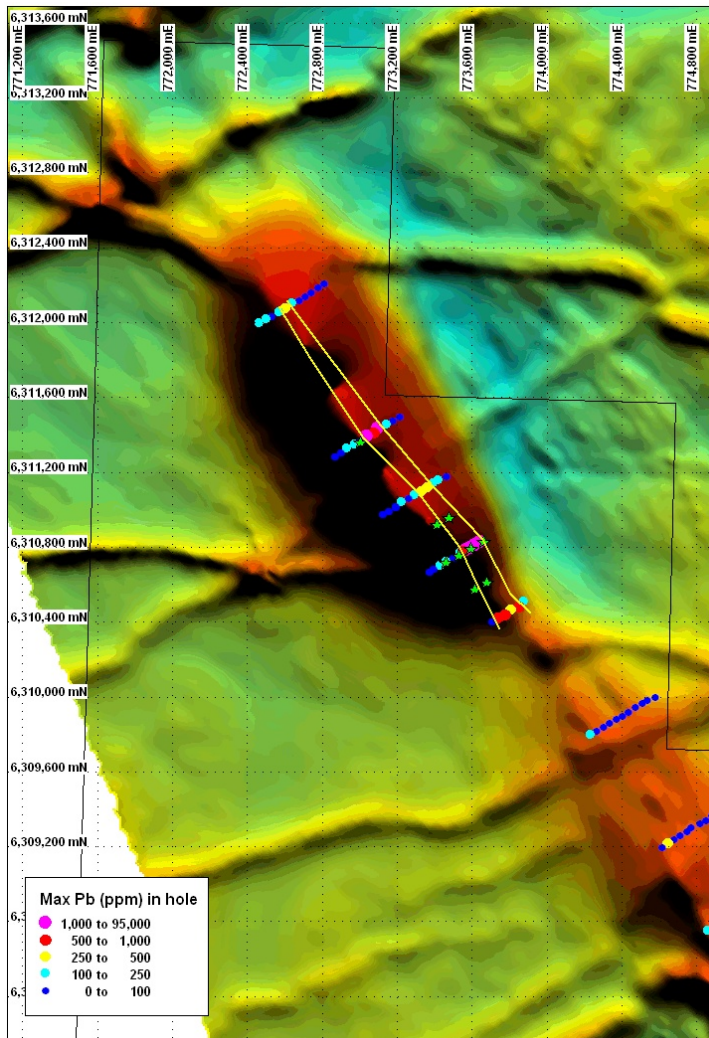 771,200 mE
771,600 mE
772,000 mE
772,400 mE
772,800 mE
773,200 mE
773,600 mE
774,000 mE
774,400 mE
774,800 mE
6,313,600 mN
6,313,200 mN
6,312,800 mN
6,312,400 mN
6,312,000 mN
6,311,600 mN
6,311,200 mN
6,310,800 mN
6,310,400 mN
6,310,000 mN
6,309,600 mN
6,309,200 mN
Max Pb (ppm) in hole
1,000 to 95,000
500 to 1,000
250 to 500
100 to 250
0 to 100